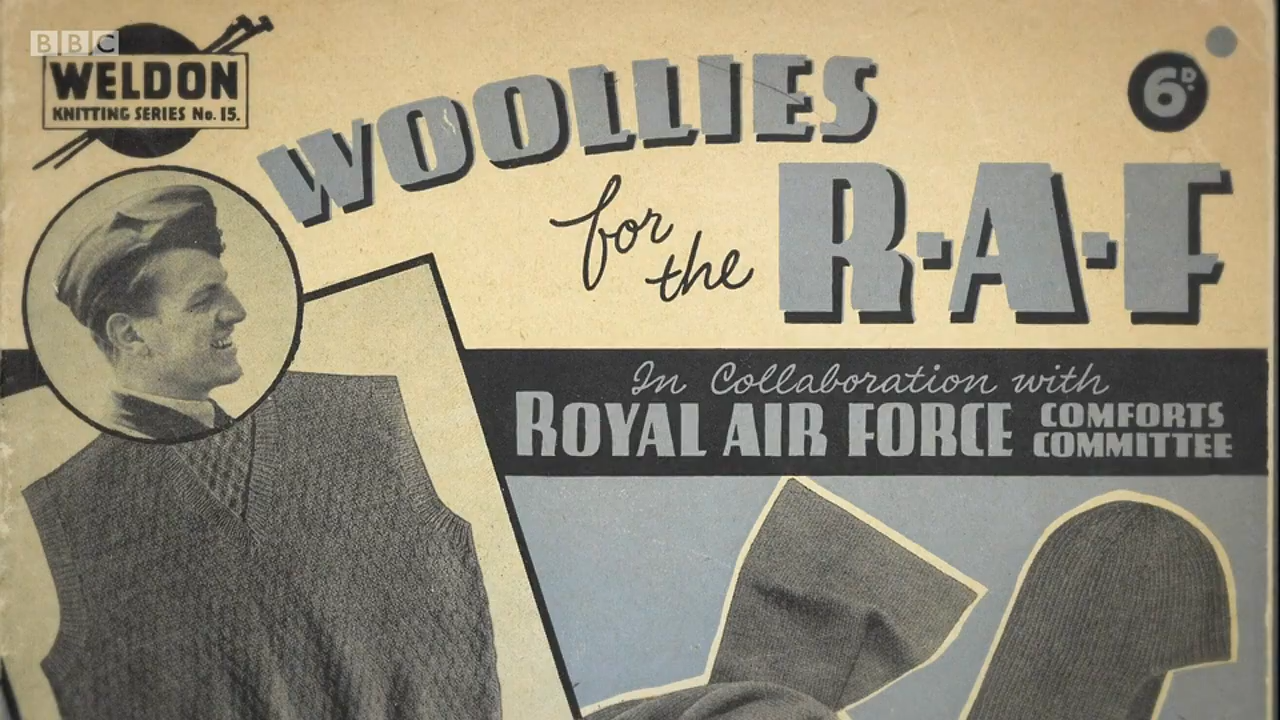 BBC
WELDON
KNITTING SERIES No. 15.
WOOLLIES
for the
R·A·F
6D.
In Collaboration with
ROYAL AIR FORCE COMFORTS COMMITTEE